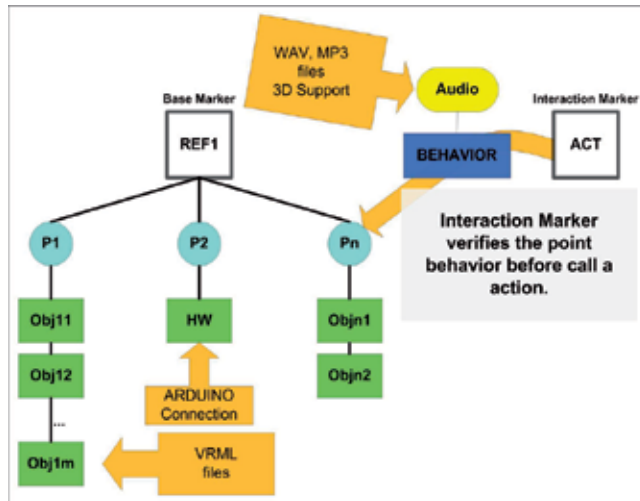 WAV, MP3
files
3D Support
Audio
Base Marker
Interaction Marker
REF1
BEHAVIOR
ACT
Interaction Marker
verifies the point
behavior before call a
action.
P1
P2
Pn
Obj11
HW
Objn1
Obj12
Objn2
ARDUINO
Connection
...
Obj1m
VRML
files